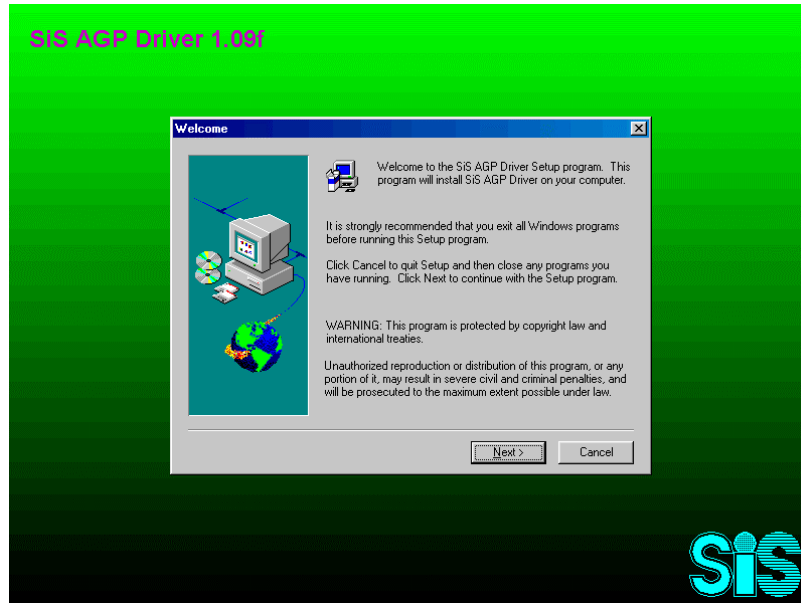 SiS AGP Driver 1.09f
Welcome
Welcome to the SiS AGP Driver Setup program. This
program will install SiS AGP Driver on your computer.
It is strongly recommended that you exit all Windows programs
before running this Setup program.
Click Cancel to quit Setup and then close any programs you
have running. Click Next to continue with the Setup program.
WARNING: This program is protected by copyright law and
international treaties.
Unauthorized reproduction or distribution of this program, or any
portion of it, may result in severe civil and criminal penalties, and
will be prosecuted to the maximum extent possible under law.
Next >
Cancel
SiS